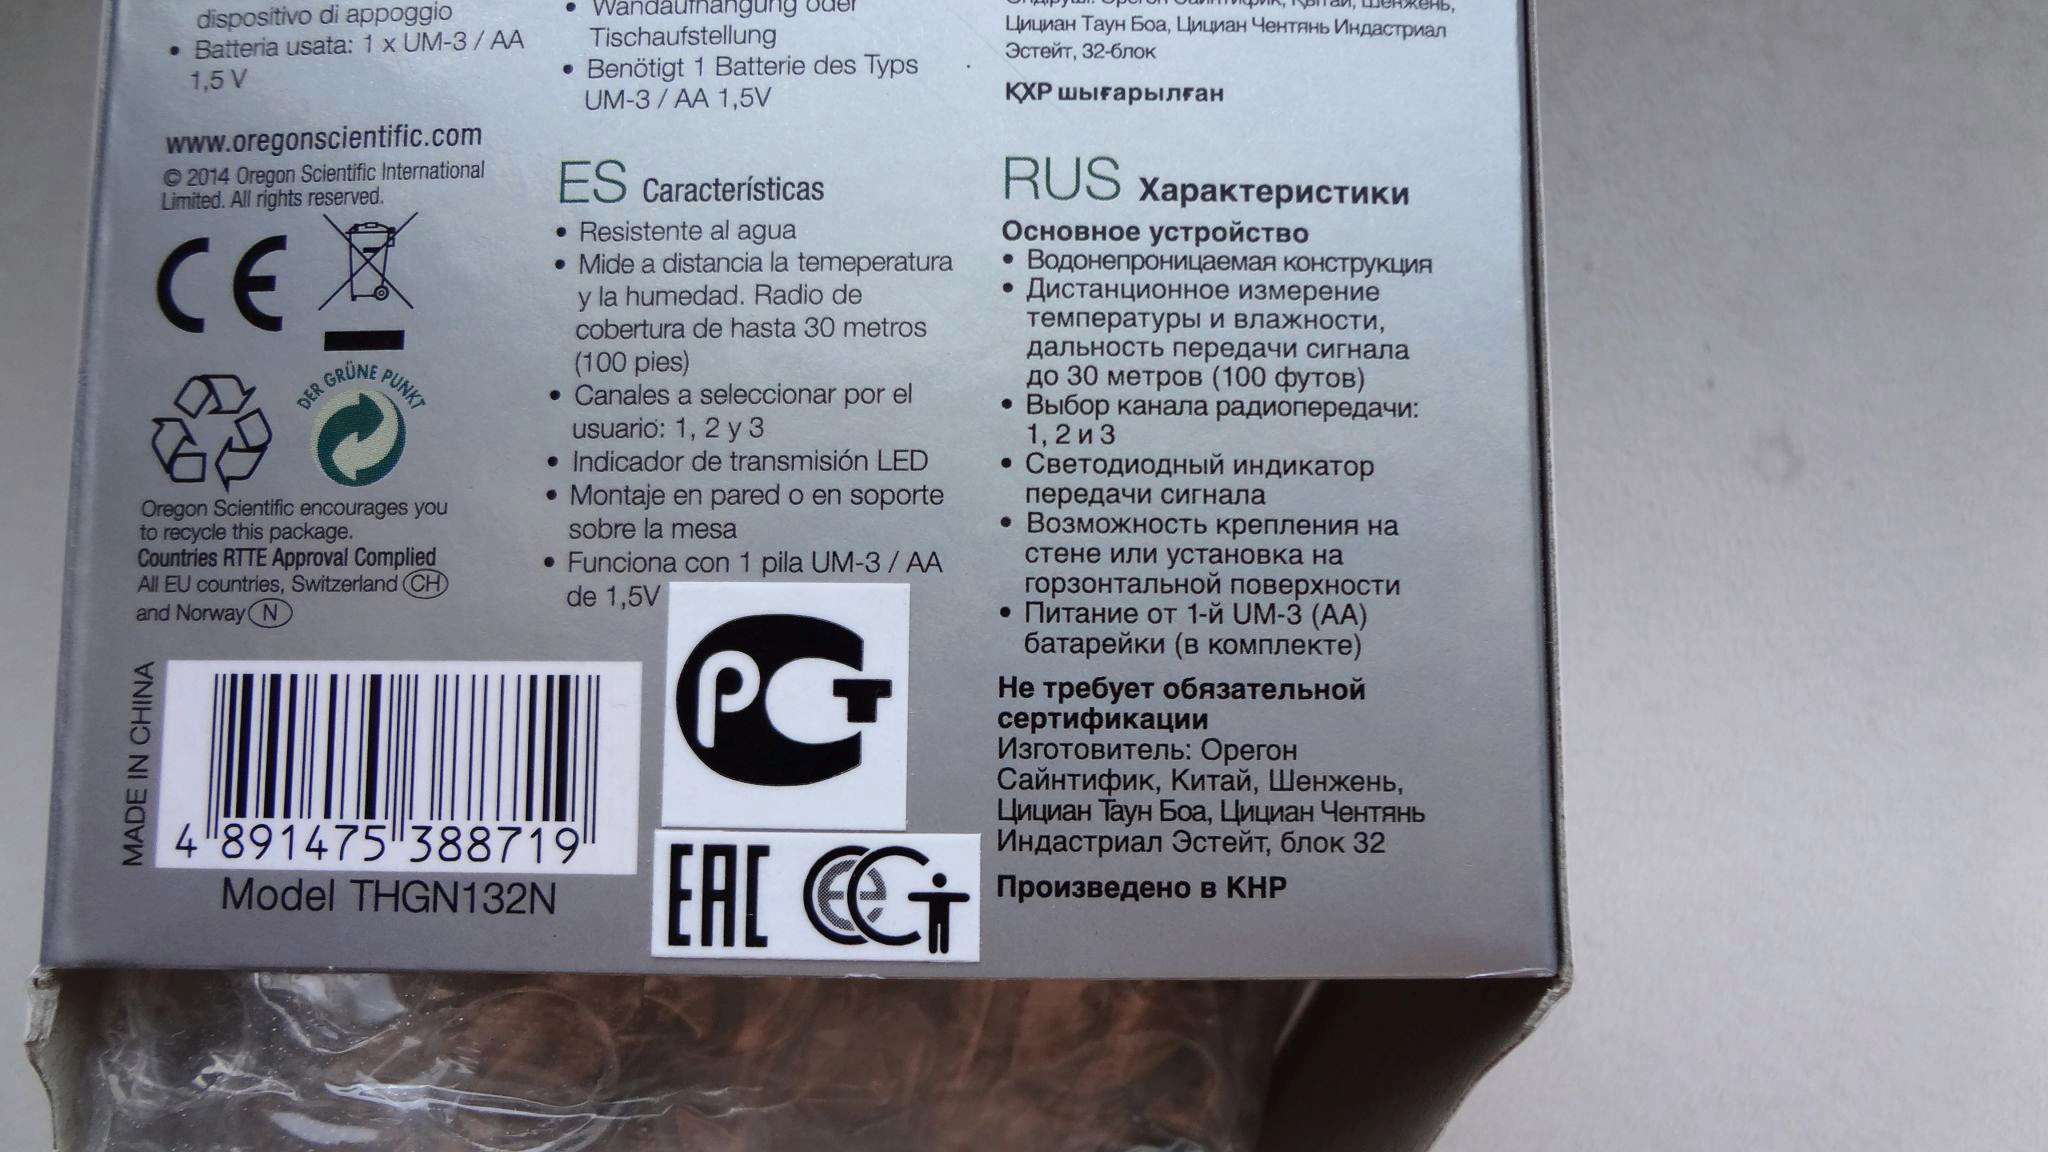 dispositivo di appoggio
• Batteria usata: 1 x UM-3 / AA
1,5 V
www.oregonscientific.com
© 2014 Oregon Scientific International
Limited. All rights reserved.
CE
DER GRÜNE PUNKT
Oregon Scientific encourages you
to recycle this package.
Countries RTTE Approval Complied
All EU countries, Switzerland CH
and Norway N
MADE IN CHINA
4 891475 388719
Model THGN132N
• Wandaufhängung oder
Tischaufstellung
• Benötigt 1 Batterie des Typs
UM-3 / AA 1,5V
ES Características
• Resistente al agua
• Mide a distancia la temeperatura
y la humedad. Radio de
cobertura de hasta 30 metros
(100 pies)
• Canales a seleccionar por el
usuario: 1, 2 y 3
• Indicador de transmisión LED
• Montaje en pared o en soporte
sobre la mesa
• Funciona con 1 pila UM-3 / AA
de 1,5V
РСТ
EAC
Цициан Таун Боа, Цициан Чентянь Индастриал
Эстейт, 32-блок
ҚХР шығарылған
RUS Характеристики
Основное устройство
• Водонепроницаемая конструкция
• Дистанционное измерение
температуры и влажности,
дальность передачи сигнала
до 30 метров (100 футов)
• Выбор канала радиопередачи:
1, 2 и 3
• Светодиодный индикатор
передачи сигнала
• Возможность крепления на
стене или установка на
горзонтальной поверхности
• Питание от 1-й UM-3 (АА)
батарейки (в комплекте)
Не требует обязательной
сертификации
Изготовитель: Орегон
Сайнтифик, Китай, Шенжень,
Цициан Таун Боа, Цициан Чентянь
Индастриал Эстейт, блок 32
Произведено в КНР